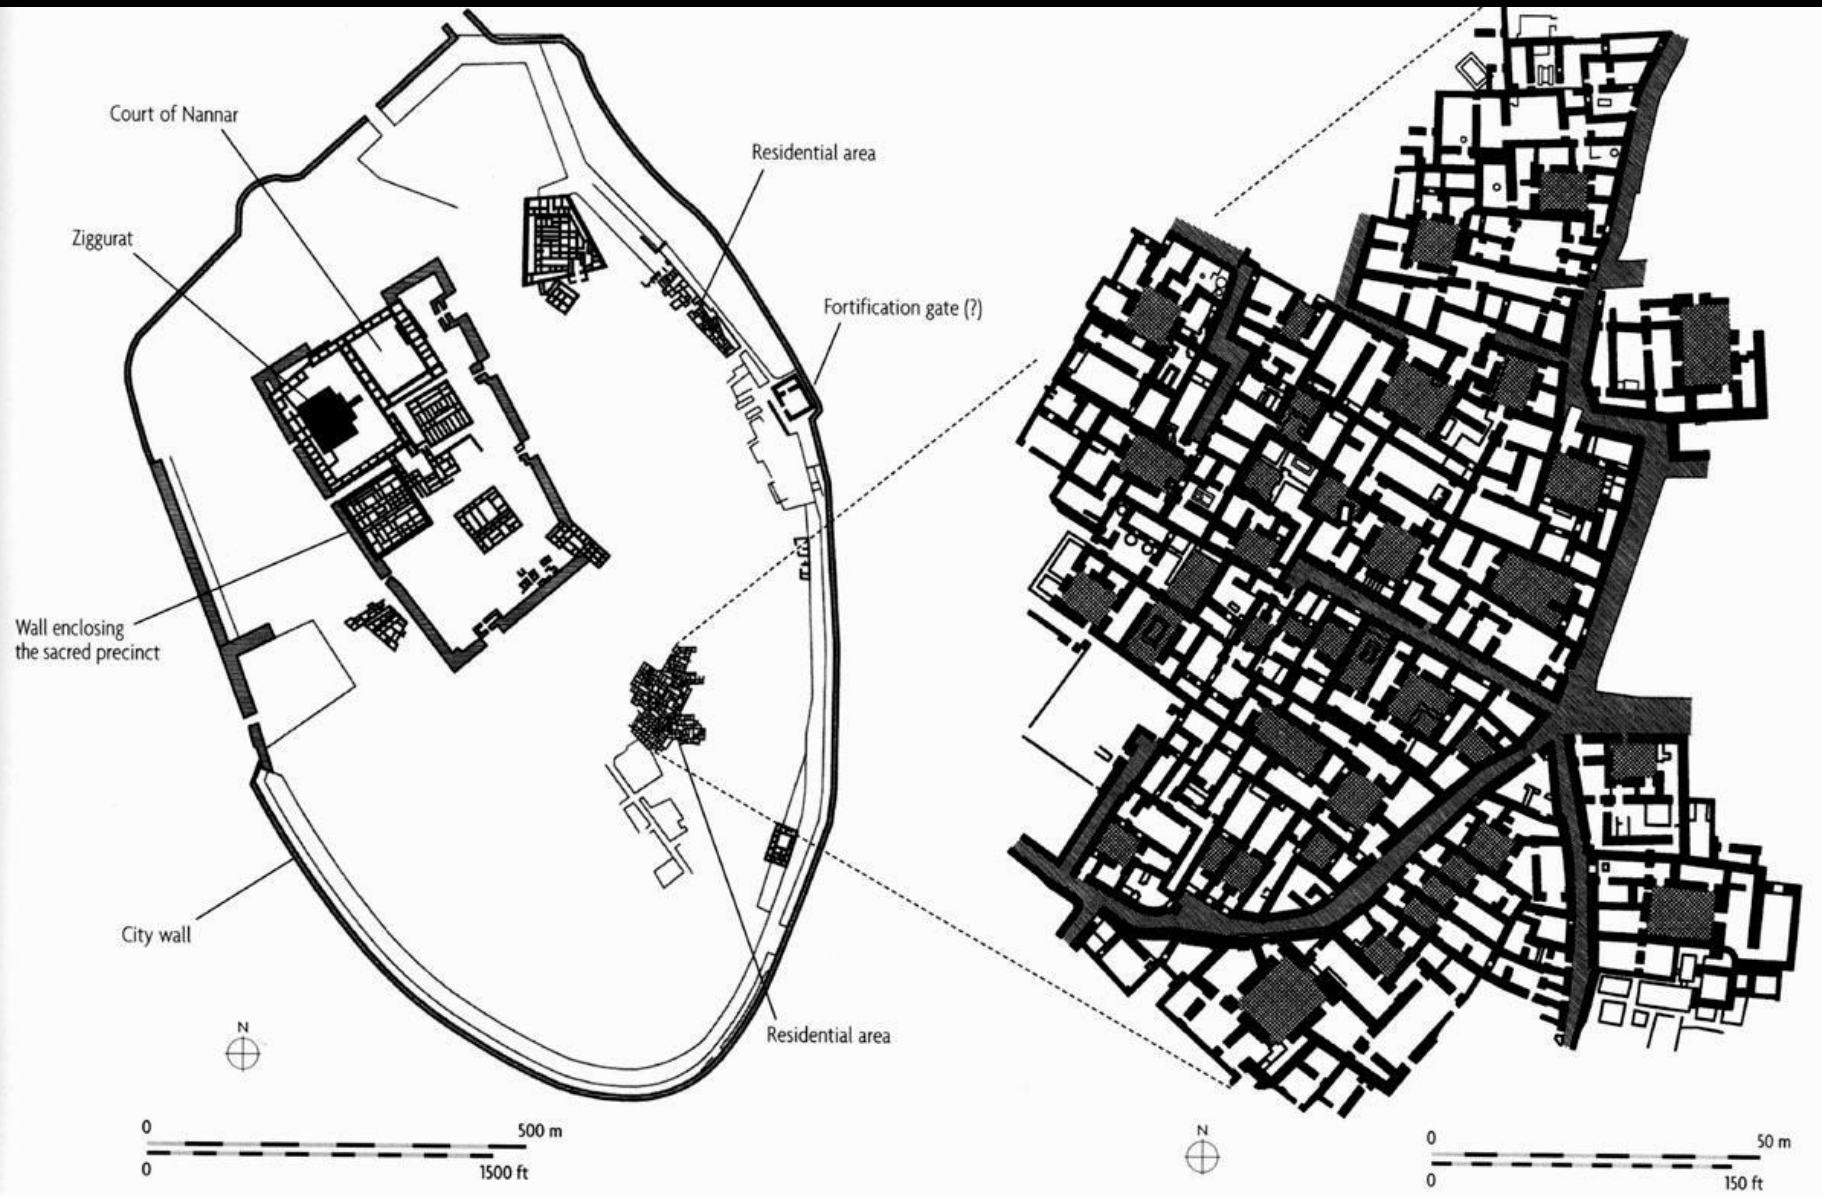 Court of Nannar
Residential area
Ziggurat
Fortification gate (?)
Wall enclosing
the sacred precinct
City wall
Residential area
N
0
500 m
0
1500 ft
N
0
50 m
0
150 ft